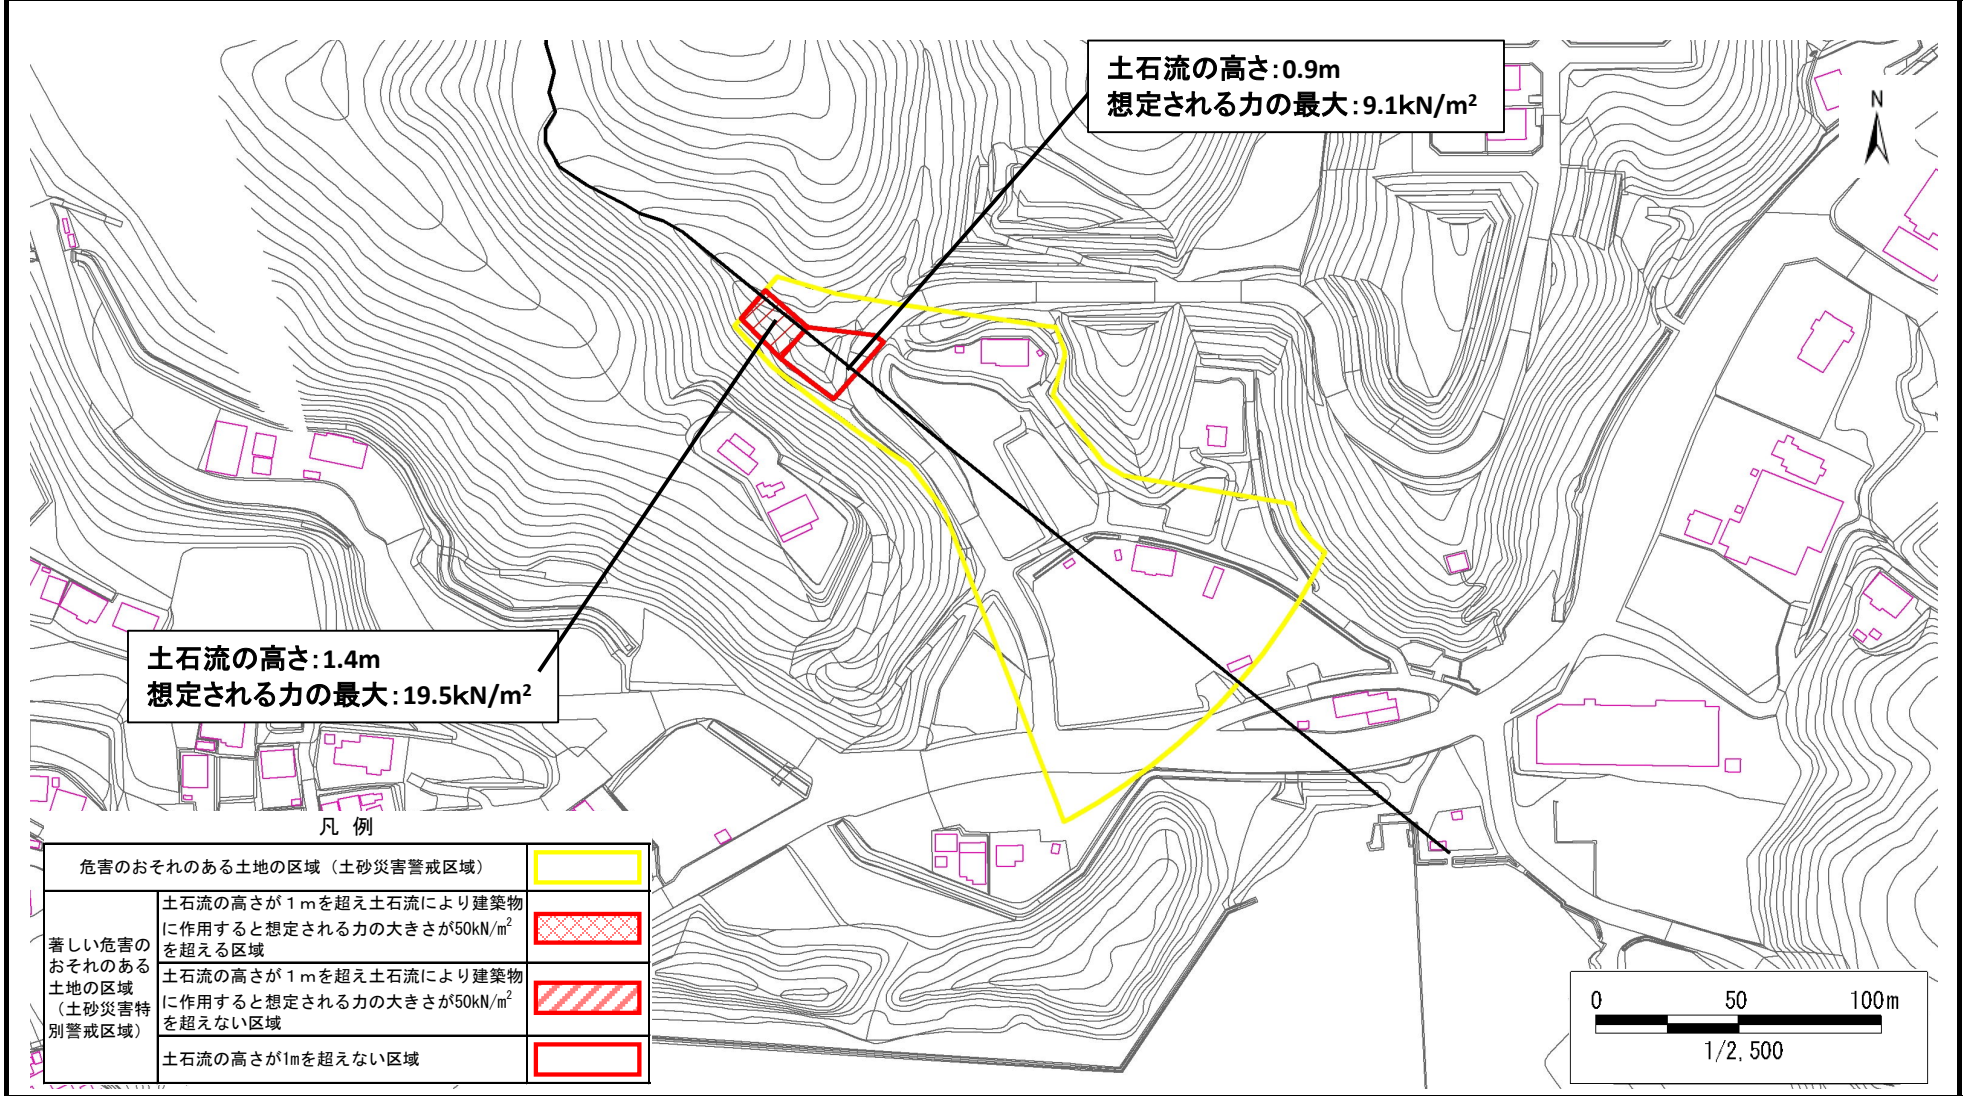 土石流の高さ：0.9m
想定される力の最大：9.1kN/m²
N
土石流の高さ：1.4m
想定される力の最大：19.5kN/m²
凡 例
危害のおそれのある土地の区域（土砂災害警戒区域）
著しい危害の
おそれのある
土地の区域
（土砂災害特
別警戒区域）
土石流の高さが１ｍを超え土石流により建築物
に作用すると想定される力の大きさが50kN/m²
を超える区域
土石流の高さが１ｍを超え土石流により建築物
に作用すると想定される力の大きさが50kN/m²
を超えない区域
土石流の高さが1mを超えない区域
0 50 100m
1/2,500